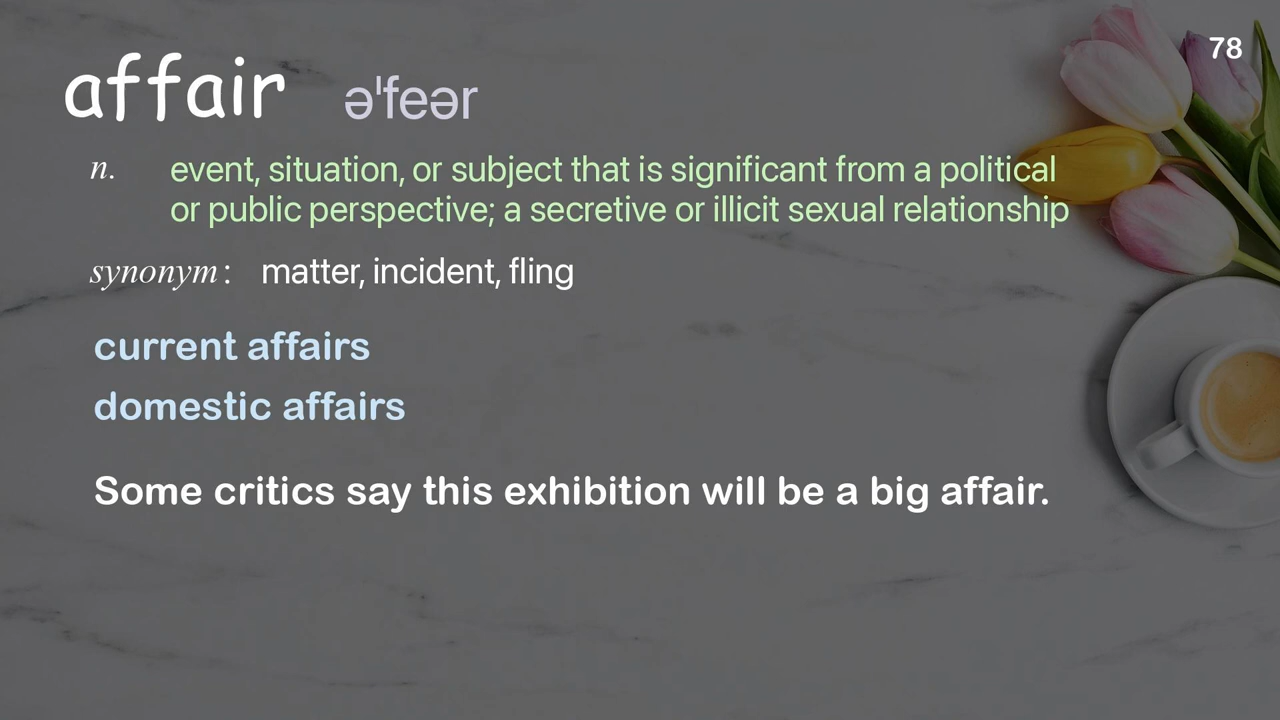 78
affair əˈfeər
n. event, situation, or subject that is significant from a political
or public perspective; a secretive or illicit sexual relationship
synonym: matter, incident, fling
current affairs
domestic affairs
Some critics say this exhibition will be a big affair.